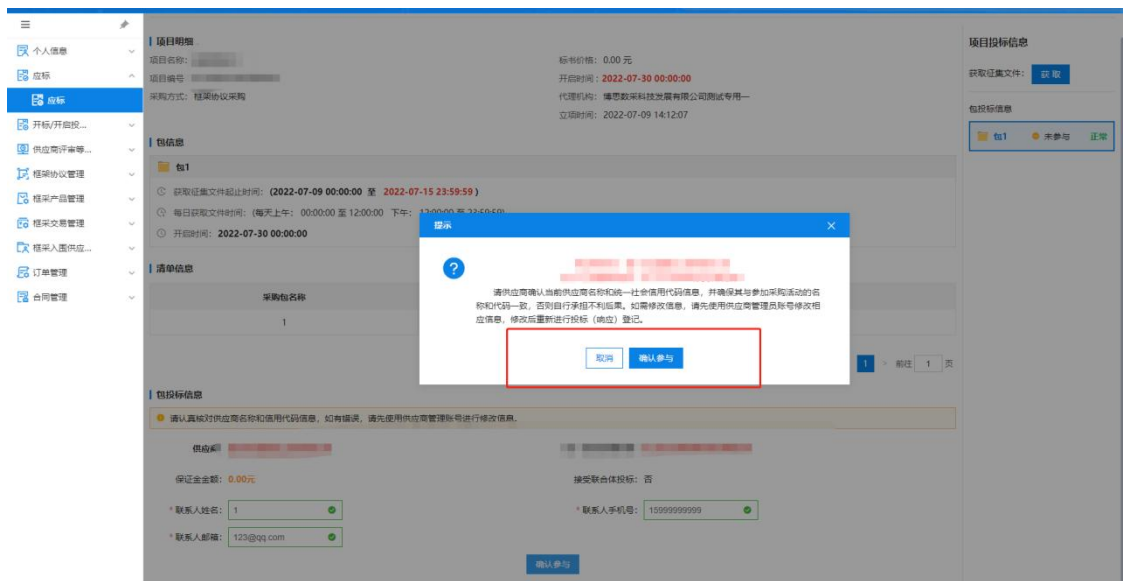 个人信息
应标
应标
开标/开启投...
供应商评审等...
框架协议管理
框采产品管理
框采交易管理
框采入围供应...
订单管理
合同管理
项目明细
项目名称:
标书价格: 0.00 元
项目编号
开启时间: 2022-07-30 00:00:00
采购方式: 框架协议采购
代理机构: 博思数采科技发展有限公司测试专用一
立项时间: 2022-07-09 14:12:07
包信息
包1
获取征集文件起止时间: (2022-07-09 00:00:00 至 2022-07-15 23:59:59 )
每日获取文件时间: (每天上午: 00:00:00 至 12:00:00 下午: 12:00:00 至 23:59:59)
开启时间: 2022-07-30 00:00:00
清单信息
采购包名称
1
1 > 前往 1 页
提示
请供应商确认当前供应商名称和统一社会信用代码信息，并确保其与参加采购活动的名
称和代码一致，否则自行承担不利后果。如需修改信息，请先使用供应商管理员账号修改相
应信息，修改后重新进行投标（响应）登记。
取消 确认参与
包投标信息
请认真核对供应商名称和信用代码信息，如有错误，请先使用供应商管理账号进行修改信息。
供应商
保证金金额: 0.00元
接受联合体投标: 否
* 联系人姓名: 1
* 联系人手机号: 15999999999
* 联系人邮箱: 123@qq.com
确认参与
项目投标信息
获取征集文件: 获取
包投标信息
包1 未参与 正常